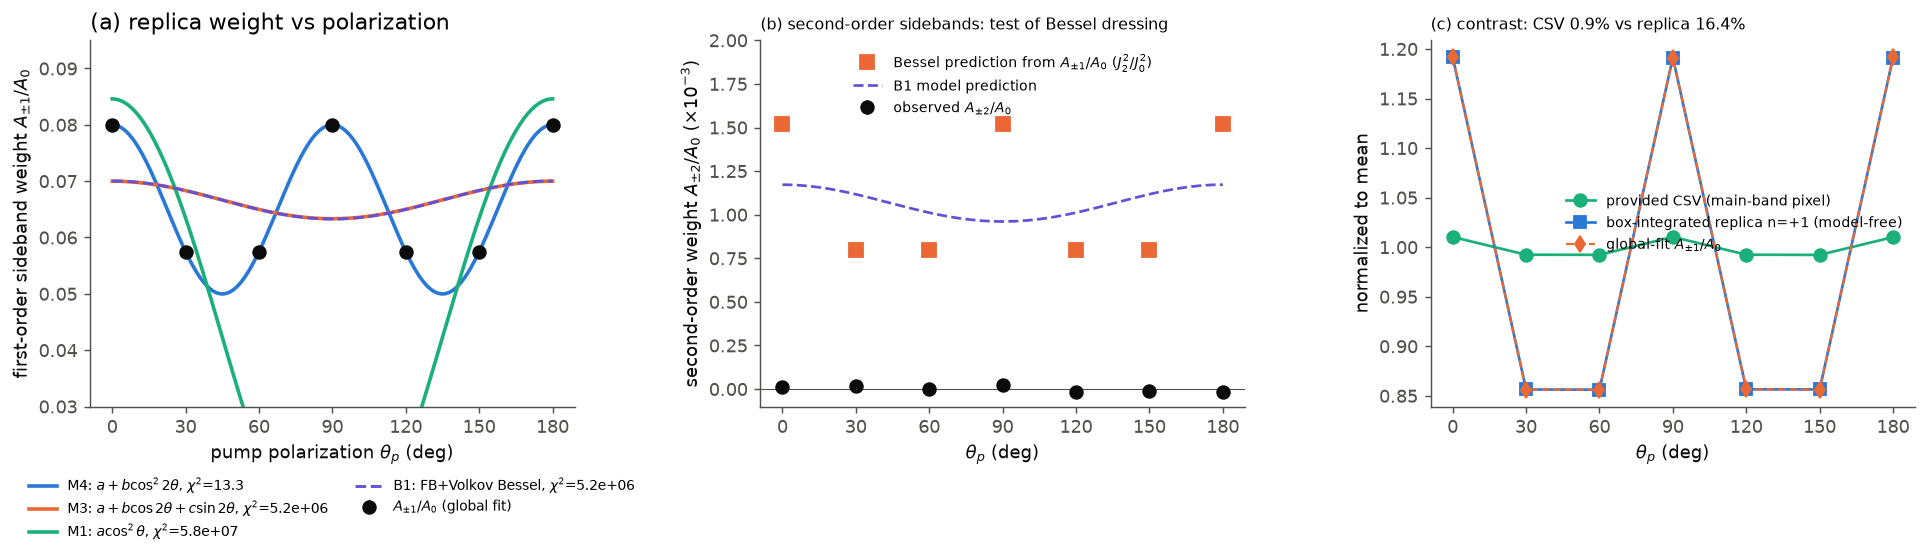 (a) replica weight vs polarization
first-order sideband weight A±1/A0
0.09
0.08
0.07
0.06
0.05
0.04
0.03
0 30 60 90 120 150 180
pump polarization θp (deg)
M4: a + bcos² 2θ, χ²=13.3
M3: a + bcos 2θ + csin 2θ, χ²=5.2e+06
M1: acos² θ, χ²=5.8e+07
B1: FB+Volkov Bessel, χ²=5.2e+06
A±1/A0 (global fit)
(b) second-order sidebands: test of Bessel dressing
second-order weight A±2/A0 (×10⁻³)
2.00
1.75
1.50
1.25
1.00
0.75
0.50
0.25
0.00
Bessel prediction from A±1/A0 (J2²/J0²)
B1 model prediction
observed A±2/A0
0 30 60 90 120 150 180
θp (deg)
(c) contrast: CSV 0.9% vs replica 16.4%
normalized to mean
1.20
1.15
1.10
1.05
1.00
0.95
0.90
0.85
provided CSV (main-band pixel)
box-integrated replica n=+1 (model-free)
global-fit A±1/A0
0 30 60 90 120 150 180
θp (deg)